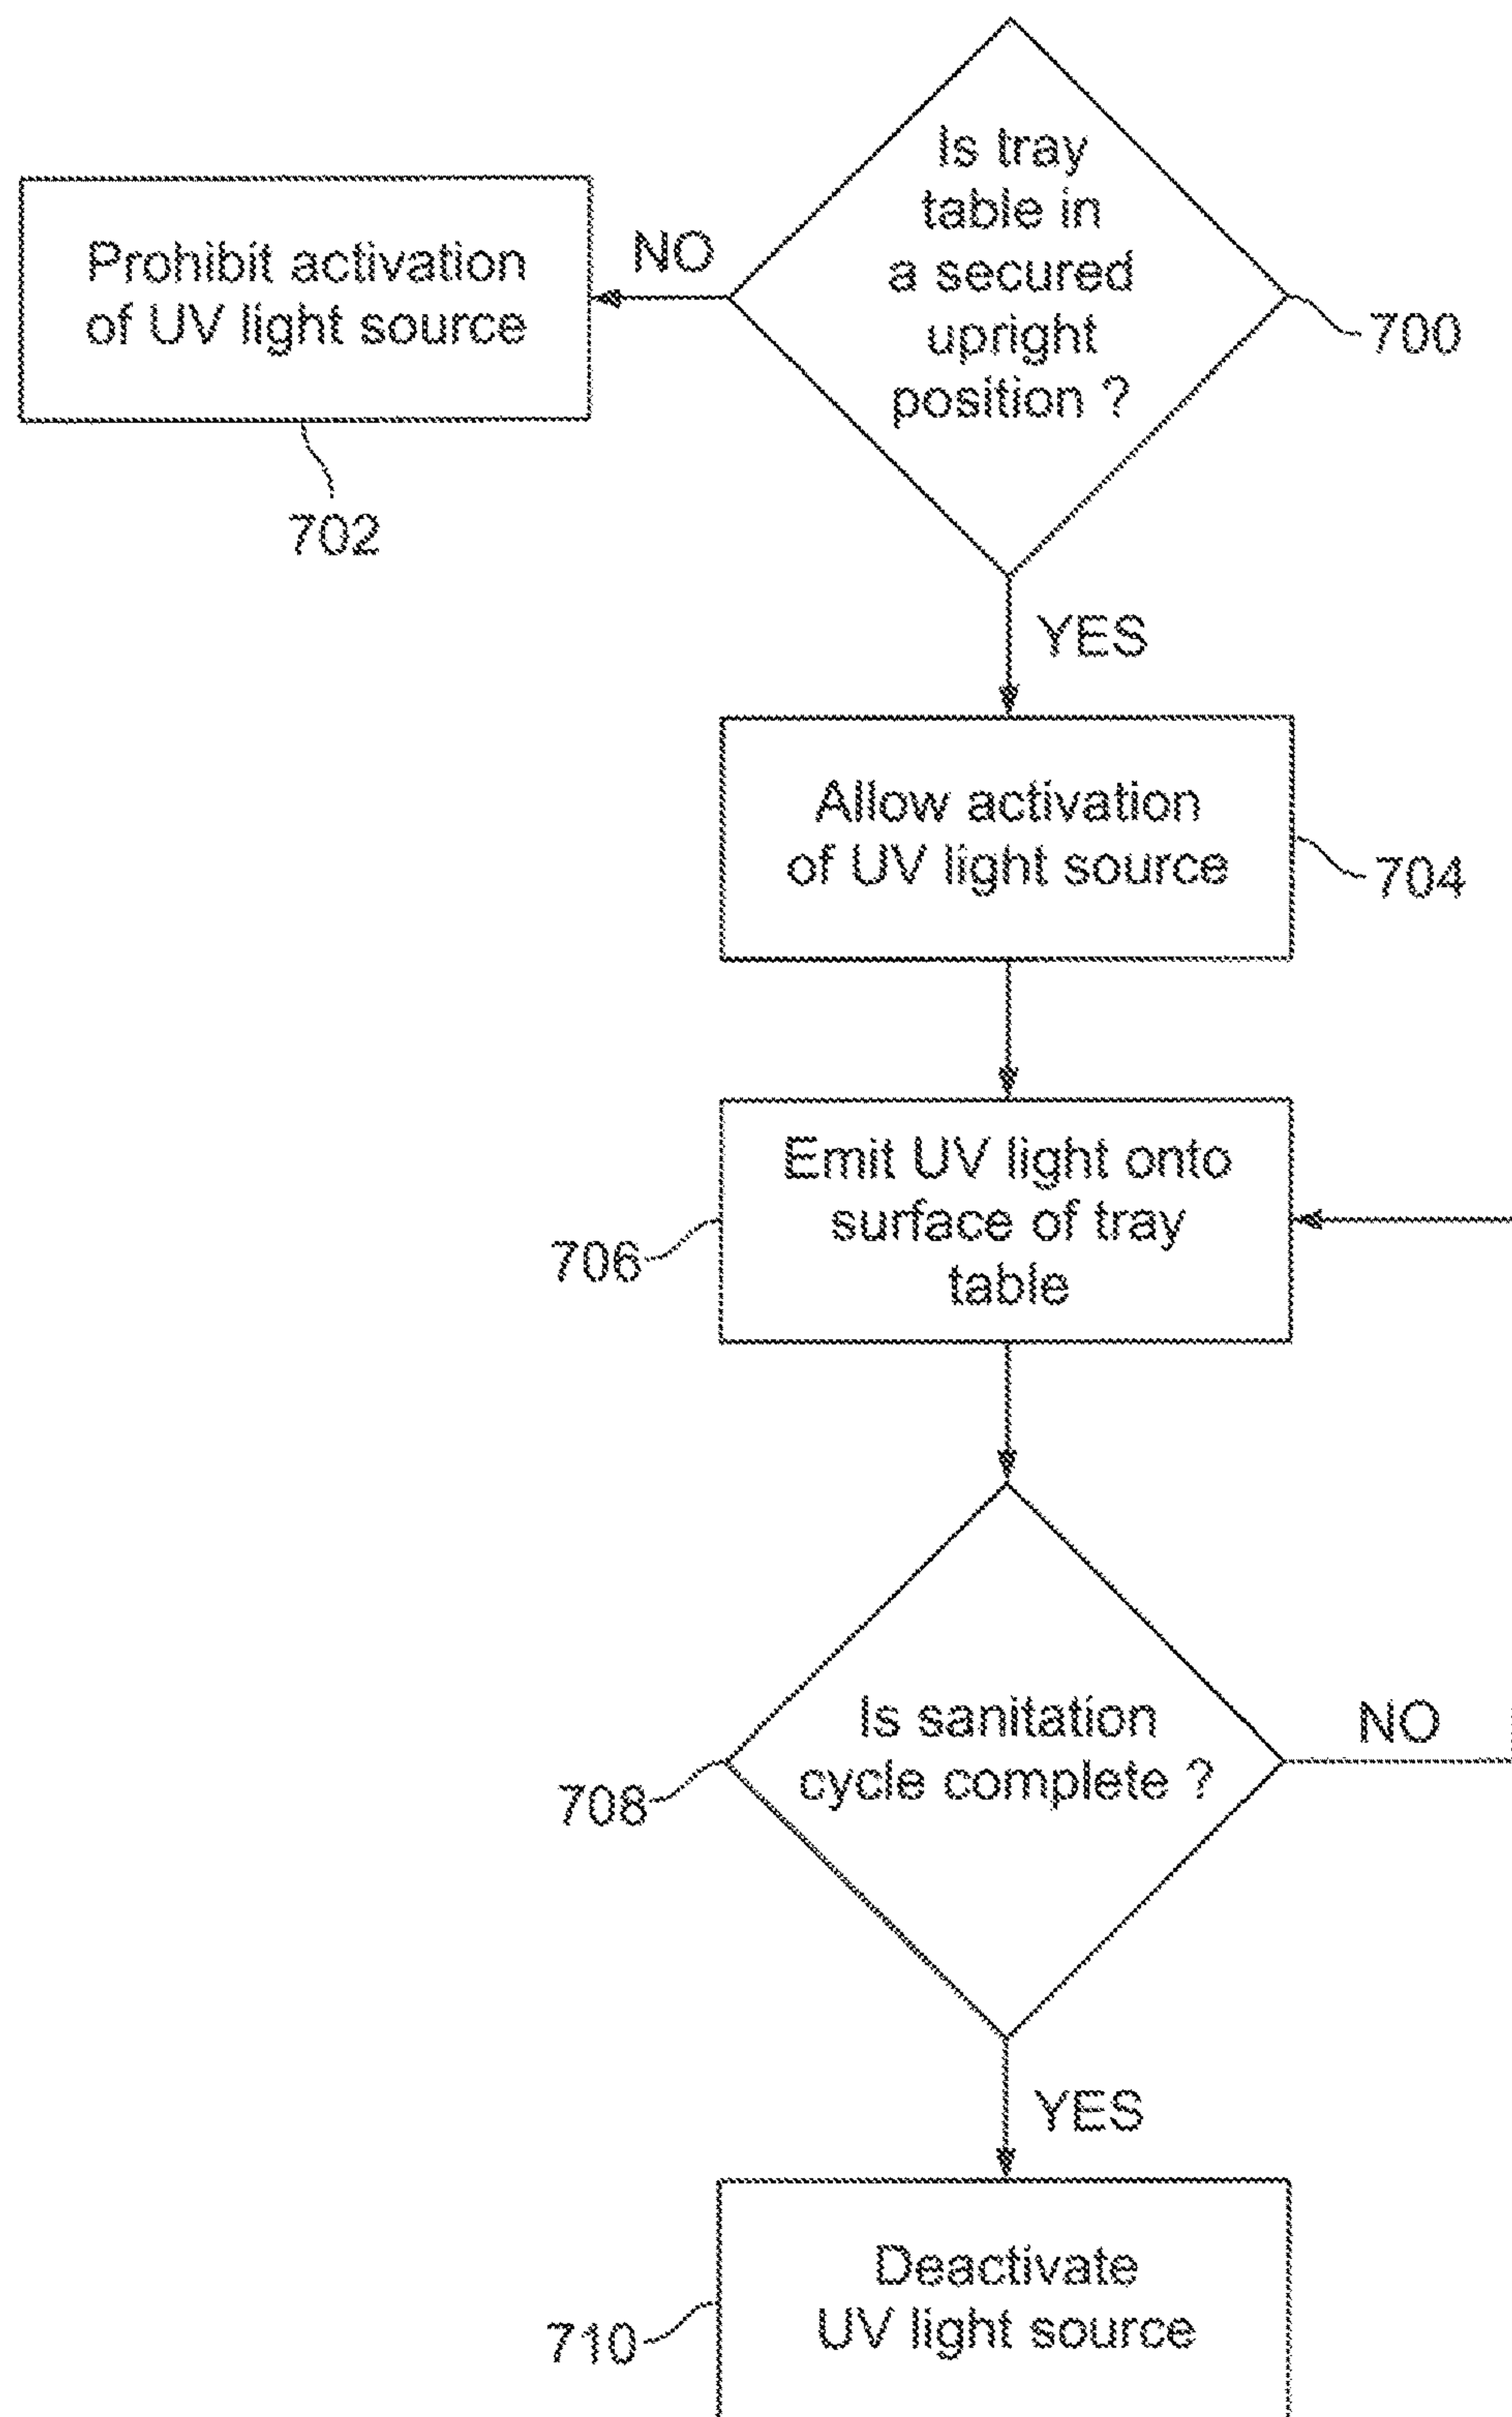 Is tray
table in
a secured
upright
position ?
700
NO
Prohibit activation
of UV light source
702
YES
Allow activation
of UV light source
704
Emit UV light onto
surface of tray
table
706
Is sanitation
cycle complete ?
708
NO
YES
Deactivate
UV light source
710